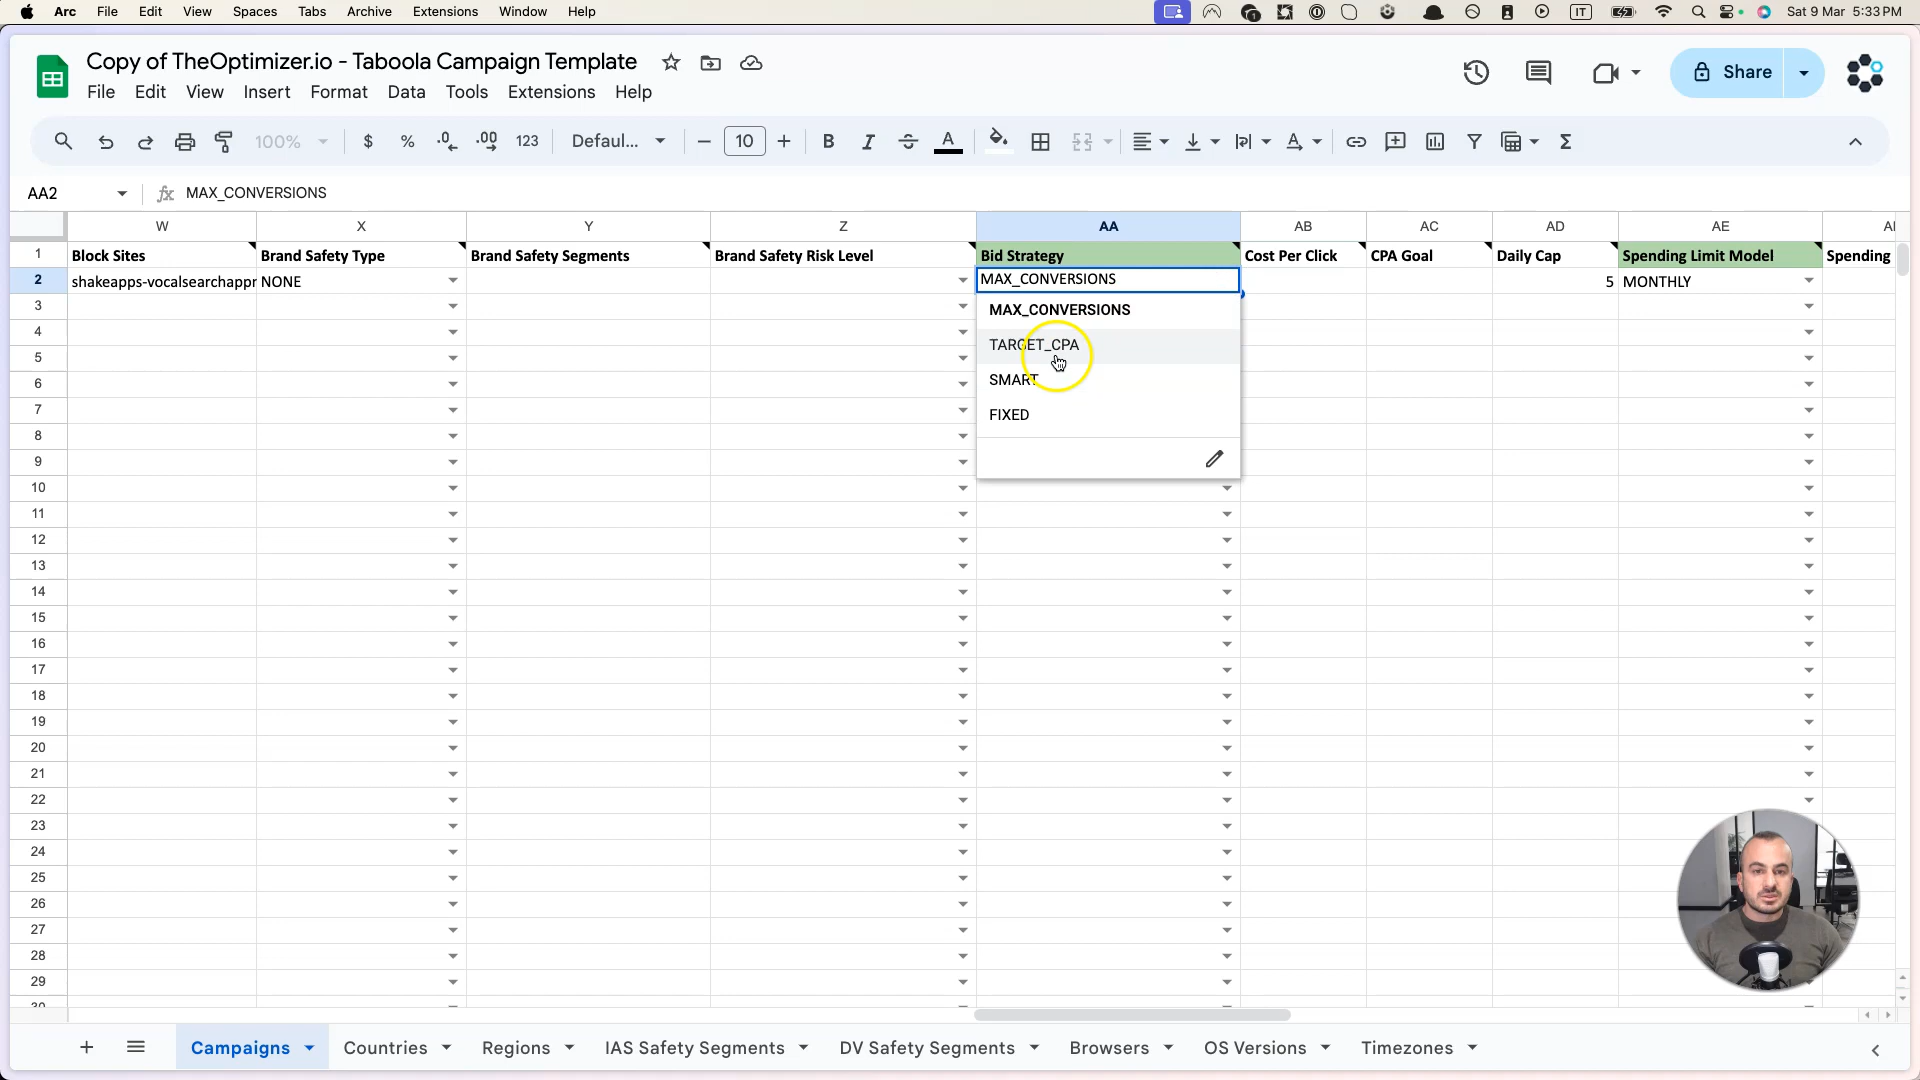 Arc File Edit View Spaces Tabs Archive Extensions Window Help 1 IT Sat 9 Mar 5:33 PM
Copy of TheOptimizer.io - Taboola Campaign Template
File Edit View Insert Format Data Tools Extensions Help
Share
100% $ % .0 .00 123 Defaul... 10 B I A Σ
AA2 fx MAX_CONVERSIONS
W X Y Z AA AB AC AD AE
1 Block Sites Brand Safety Type Brand Safety Segments Brand Safety Risk Level Bid Strategy Cost Per Click CPA Goal Daily Cap Spending Limit Model Spending
2 shakeapps-vocalsearchappr NONE MAX_CONVERSIONS 5 MONTHLY
3 MAX_CONVERSIONS
4
5 TARGET_CPA
6 SMART
7
8 FIXED
9
10
11
12
13
14
15
16
17
18
19
20
21
22
23
24
25
26
27
28
29
30
Campaigns Countries Regions IAS Safety Segments DV Safety Segments Browsers OS Versions Timezones